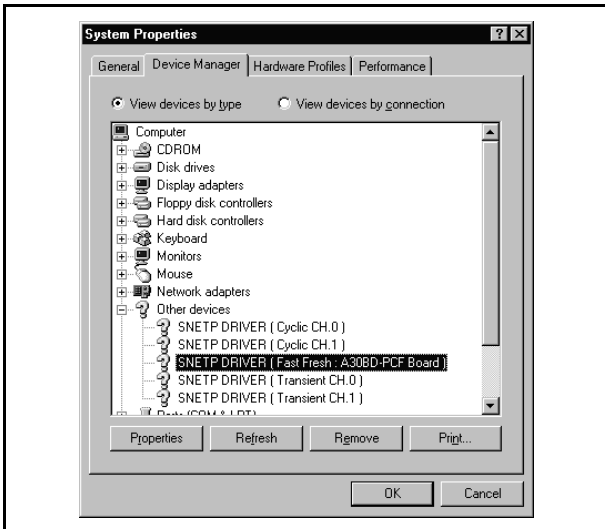 System Properties
General Device Manager Hardware Profiles Performance
View devices by type View devices by connection
Computer
CDROM
Disk drives
Display adapters
Floppy disk controllers
Hard disk controllers
Keyboard
Monitors
Mouse
Network adapters
Other devices
SNETP DRIVER ( Cyclic CH.0 )
SNETP DRIVER ( Cyclic CH.1 )
SNETP DRIVER ( Fast Fresh : A30BD-PCF Board )
SNETP DRIVER ( Transient CH.0 )
SNETP DRIVER ( Transient CH.1 )
Ports (COM & LPT)
Properties Refresh Remove Print...
OK Cancel